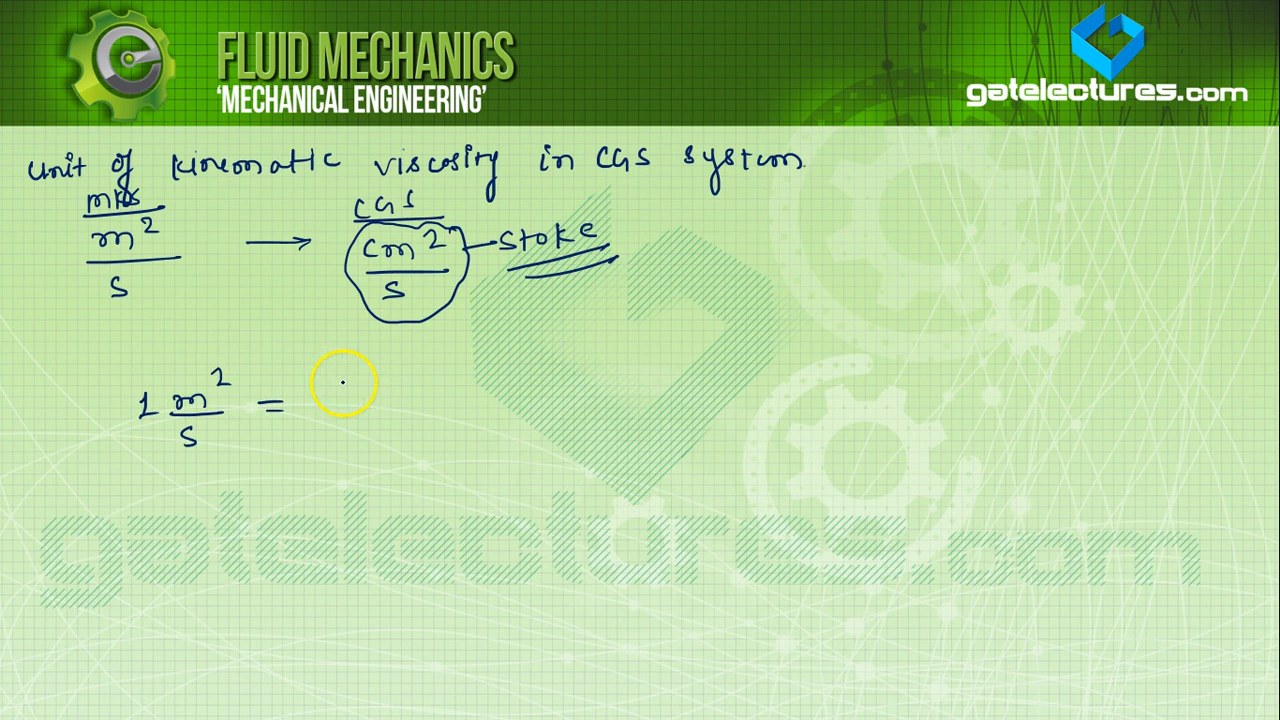 FLUID MECHANICS
'MECHANICAL ENGINEERING'
gatelectures.com
unit of kinematic viscosity in CGS system
mks
m²
s
→
CGS
cm²
s
stoke
1 m²
s
=
gatelectures.com